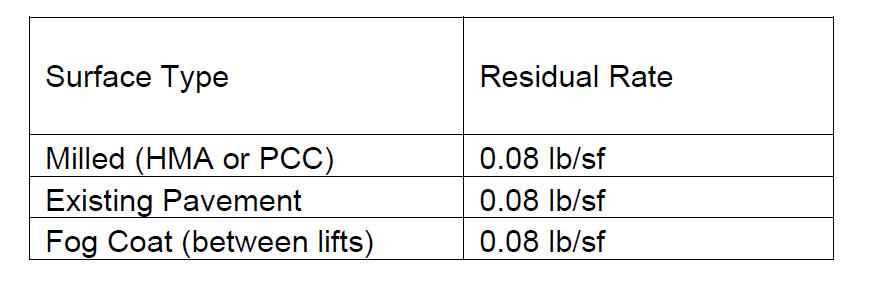 Surface Type Residual Rate
Milled (HMA or PCC) 0.08 lb/sf
Existing Pavement 0.08 lb/sf
Fog Coat (between lifts) 0.08 lb/sf